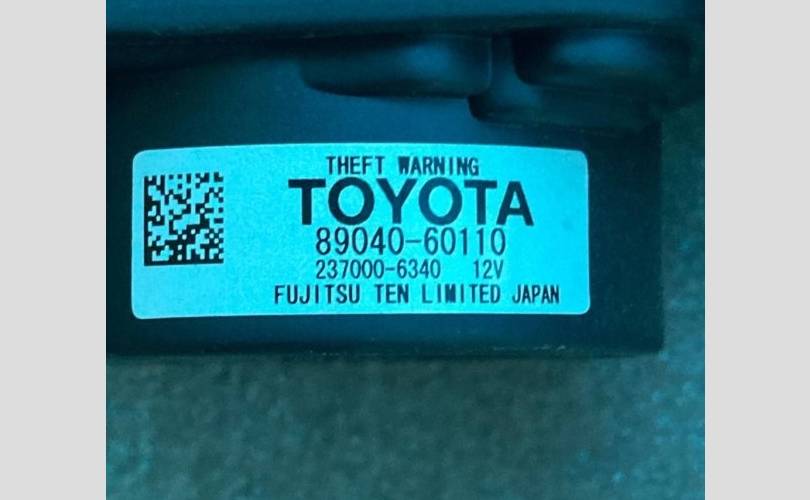 THEFT WARNING
TOYOTA
89040-60110
237000-6340 12V
FUJITSU TEN LIMITED JAPAN